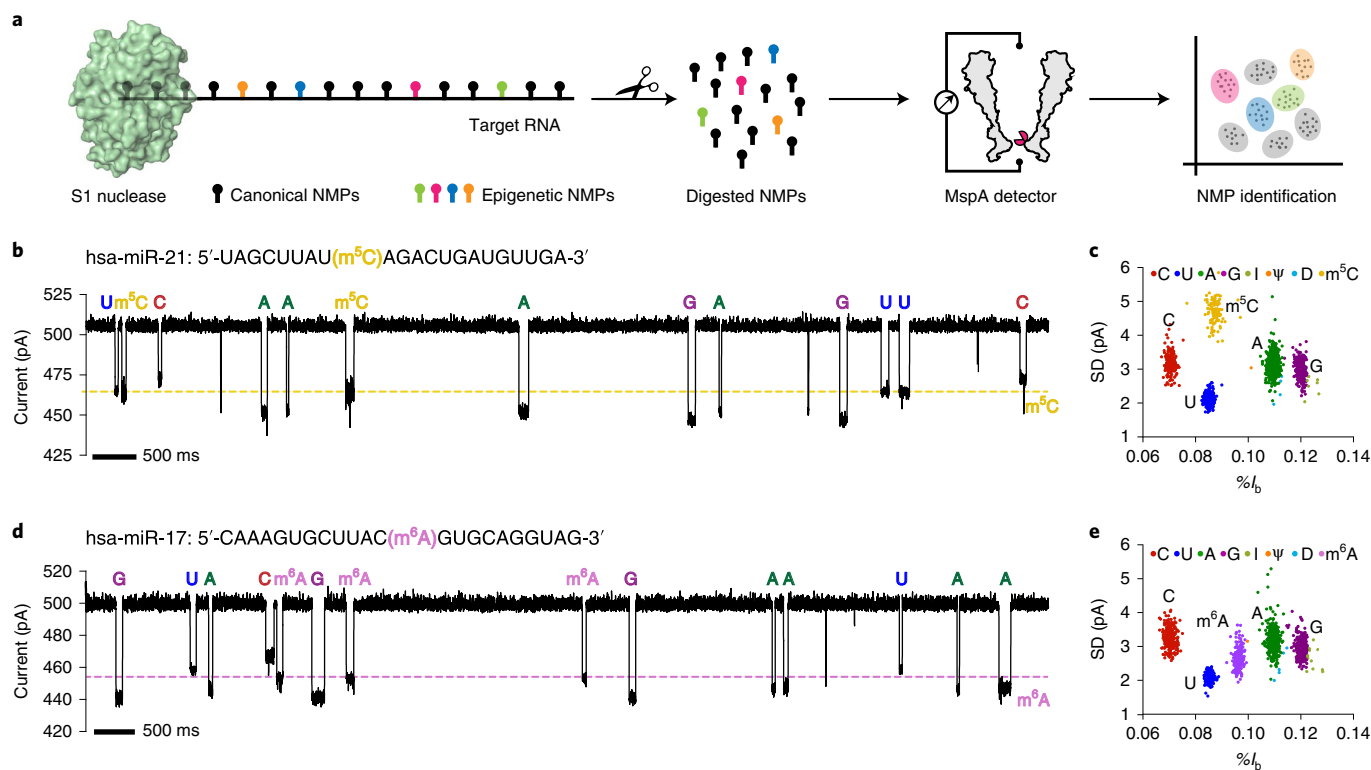 a
Target RNA
S1 nuclease
Canonical NMPs
Epigenetic NMPs
Digested NMPs
MspA detector
NMP identification
b
hsa-miR-21: 5′-UAGCUUAU(m⁵C)AGACUGAUGUUGA-3′
U m⁵C C A A m⁵C A G A G U U C
525
500
475
450
425
Current (pA)
m⁵C
500 ms
c
C U A G I ψ D m⁵C
6
5
4
3
2
1
SD (pA)
C
m⁵C
A
G
U
0.06 0.08 0.10 0.12 0.14
%I_b
d
hsa-miR-17: 5′-CAAAGUGCUUAC(m⁶A)GUGCAGGUAG-3′
G U A C m⁶A G m⁶A m⁶A G A A U A A
520
500
480
460
440
420
Current (pA)
m⁶A
500 ms
e
C U A G I ψ D m⁶A
6
5
4
3
2
1
SD (pA)
C
m⁶A
A
G
U
0.06 0.08 0.10 0.12 0.14
%I_b